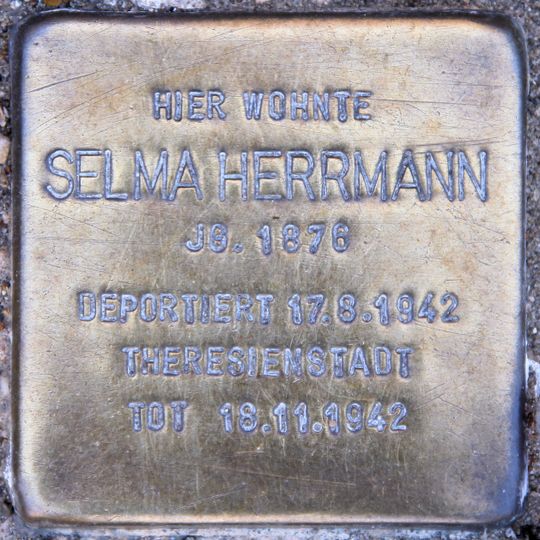 HIER WOHNTE
SELMA HERRMANN
JG. 1876
DEPORTIERT 17.8.1942
THERESIENSTADT
TOT 18.11.1942